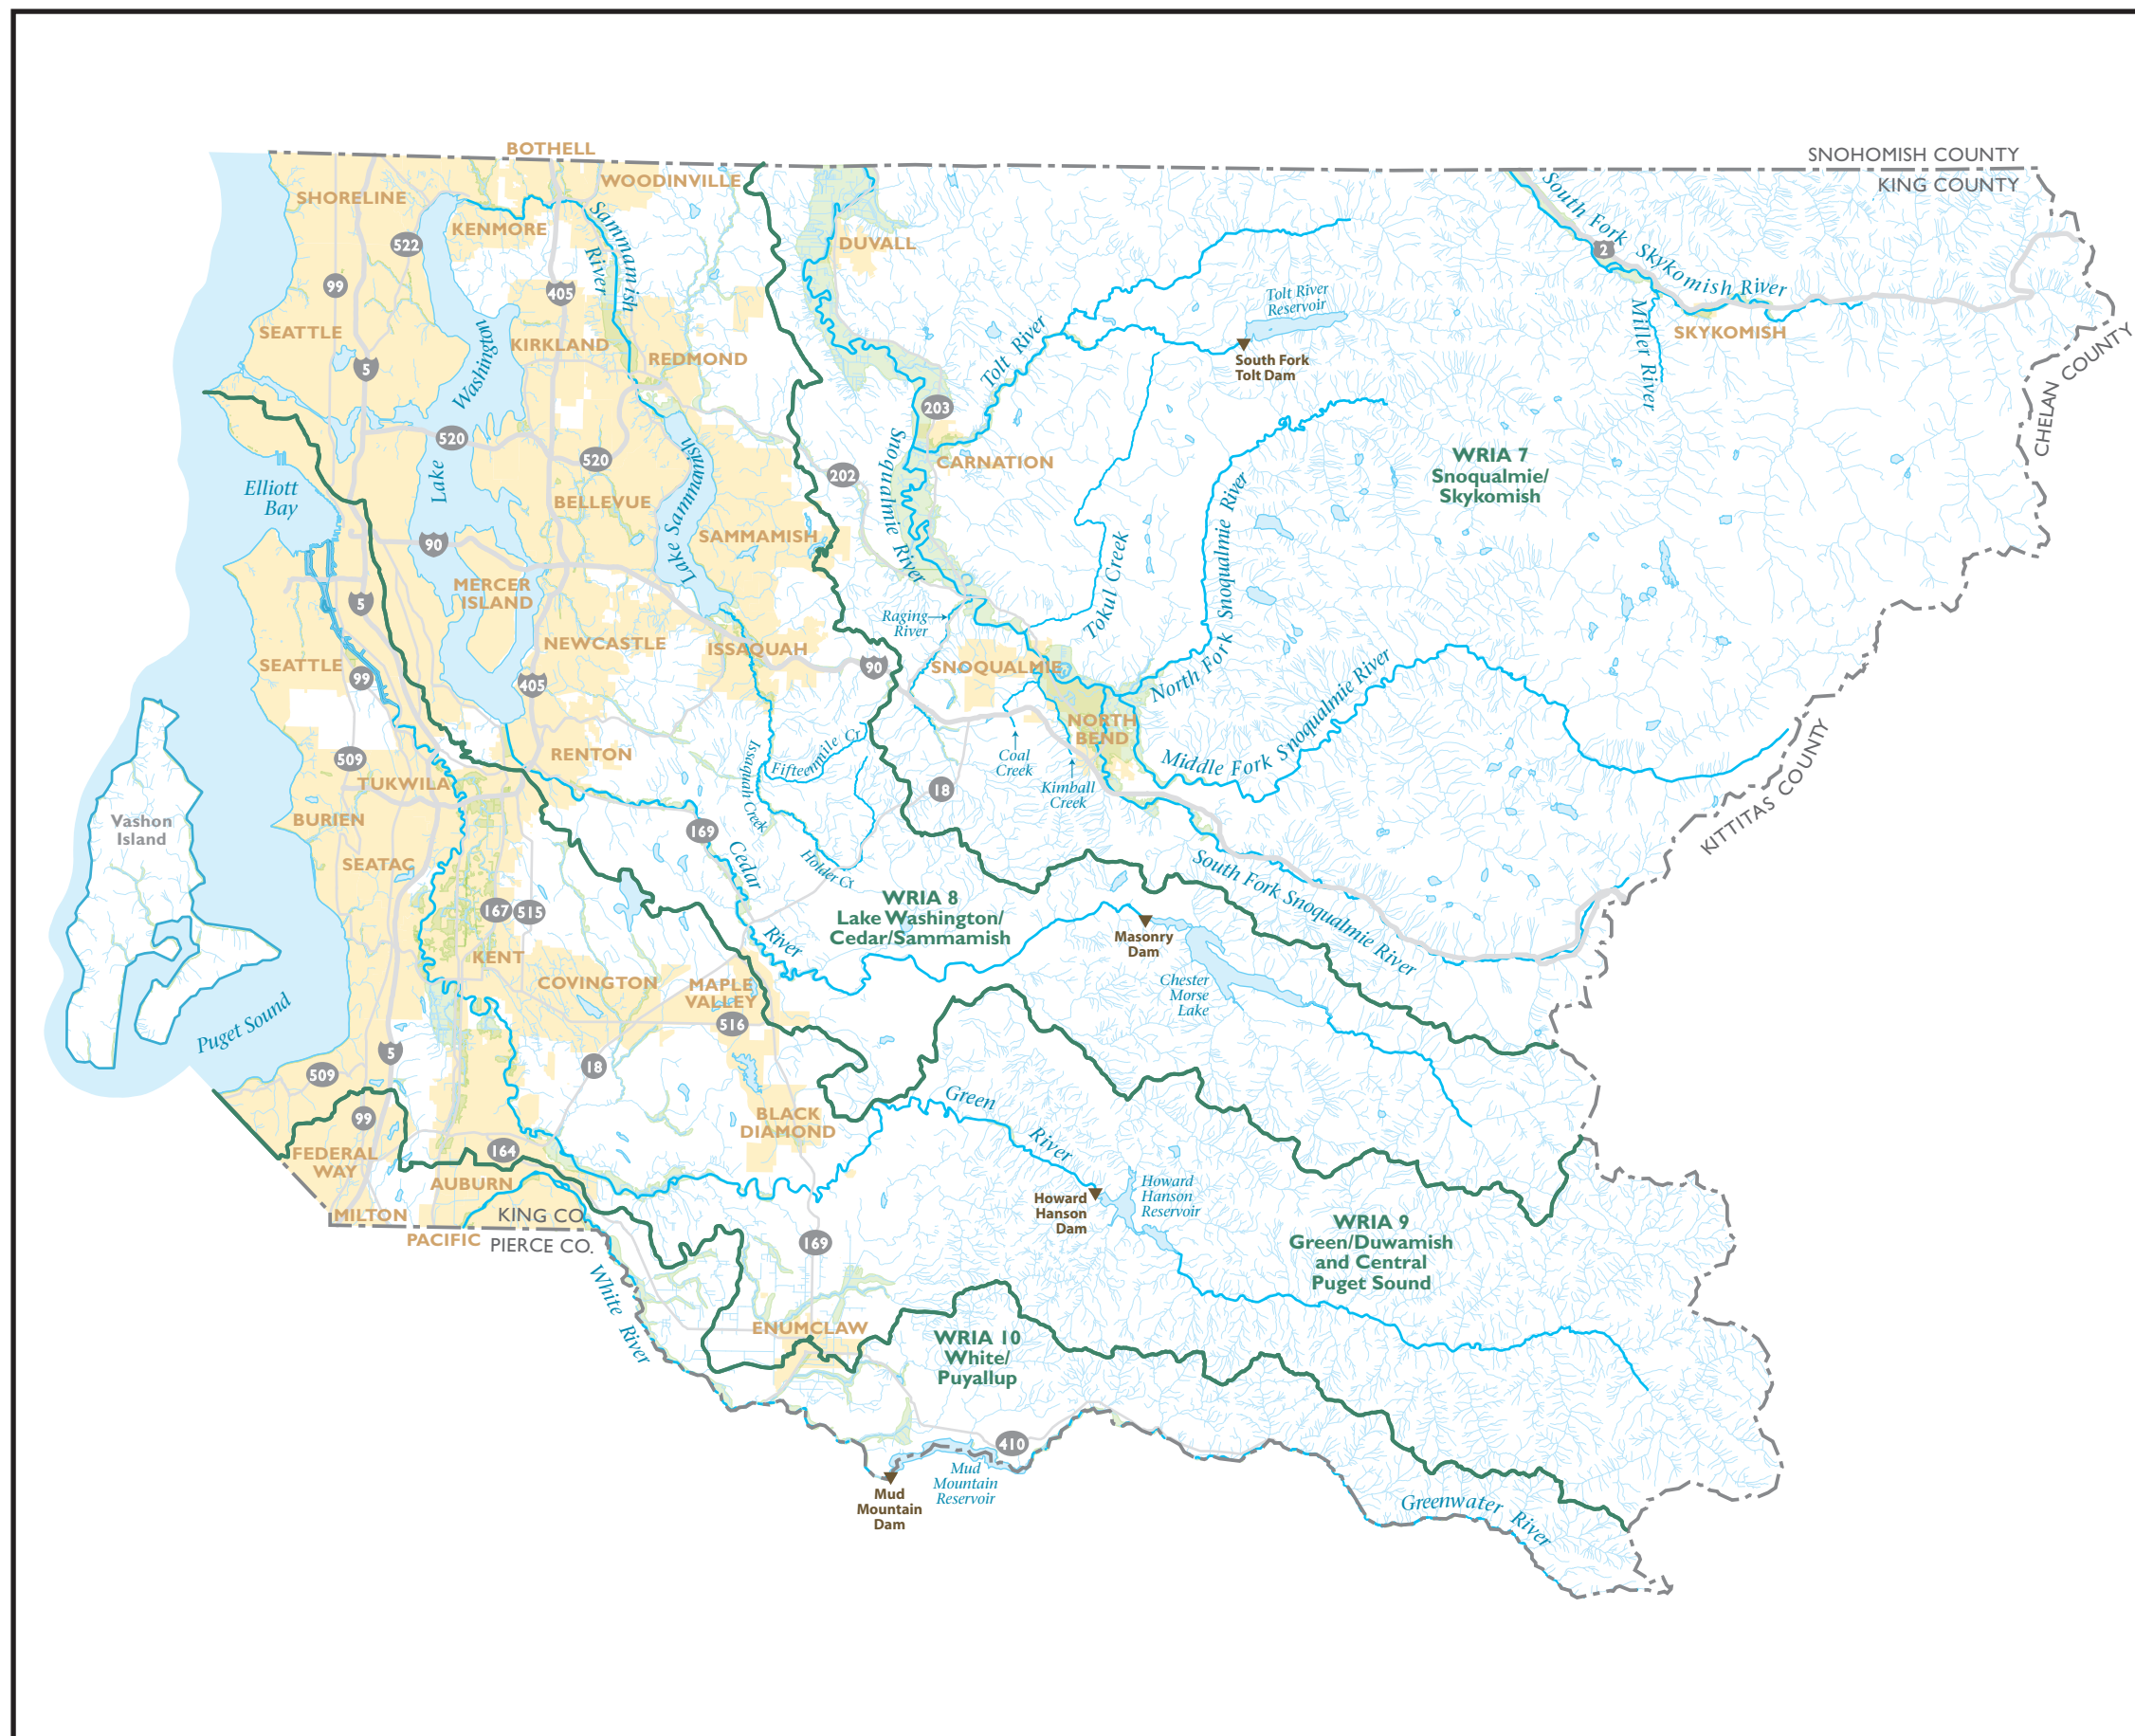 SNOHOMISH COUNTY
KING COUNTY
CHELAN COUNTY
KITTITAS COUNTY
BOTHELL
WOODINVILLE
SHORELINE
KENMORE
522
99
405
Sammamish
River
DUVALL
South Fork Skykomish River
2
Miller River
SKYKOMISH
SEATTLE
KIRKLAND
REDMOND
5
Lake Washington
Tolt River
Reservoir
South Fork
Tolt Dam
Tolt River
203
CARNATION
520
520
202
Elliott
Bay
BELLEVUE
Lake Sammamish
SAMMAMISH
Snoqualmie River
WRIA 7
Snoqualmie/
Skykomish
90
MERCER
ISLAND
5
Tokul Creek
North Fork Snoqualmie River
Raging
River
NEWCASTLE
ISSAQUAH
90
SNOQUALMIE
SEATTLE
99
405
NORTH
BEND
Middle Fork Snoqualmie River
Coal
Creek
Kimball
Creek
RENTON
509
TUKWILA
Issaquah Creek
Fifteenmile Cr
18
Vashon
Island
BURIEN
169
Cedar
River
Holder Cr
SEATAC
South Fork Snoqualmie River
WRIA 8
Lake Washington/
Cedar/Sammamish
167
515
Masonry
Dam
Chester
Morse
Lake
KENT
COVINGTON
MAPLE
VALLEY
516
Puget Sound
5
509
18
99
BLACK
DIAMOND
Green
River
164
FEDERAL
WAY
AUBURN
MILTON
KING CO.
PACIFIC
PIERCE CO.
Howard
Hanson
Dam
Howard
Hanson
Reservoir
WRIA 9
Green/Duwamish
and Central
Puget Sound
169
White River
ENUMCLAW
WRIA 10
White/
Puyallup
410
Mud
Mountain
Reservoir
Mud
Mountain
Dam
Greenwater River